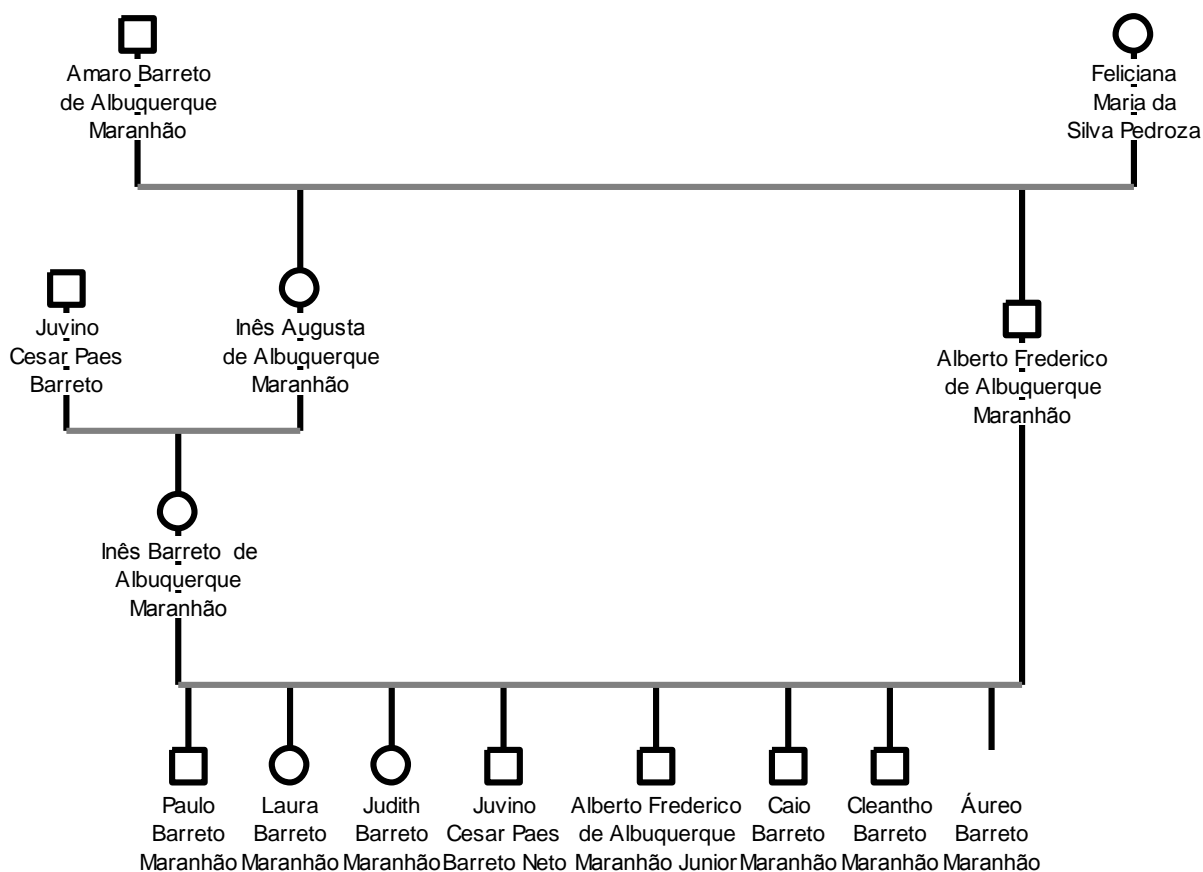 Amaro Barreto
de Albuquerque
Maranhão
Feliciana
Maria da
Silva Pedroza
Juvino
Cesar Paes
Barreto
Inês Augusta
de Albuquerque
Maranhão
Alberto Frederico
de Albuquerque
Maranhão
Inês Barreto de
Albuquerque
Maranhão
Paulo
Barreto
Maranhão
Laura
Barreto
Maranhão
Judith
Barreto
Maranhão
Juvino
Cesar Paes
Barreto Neto
Alberto Frederico
de Albuquerque
Maranhão Junior
Caio
Barreto
Maranhão
Cleantho
Barreto
Maranhão
Áureo
Barreto
Maranhão